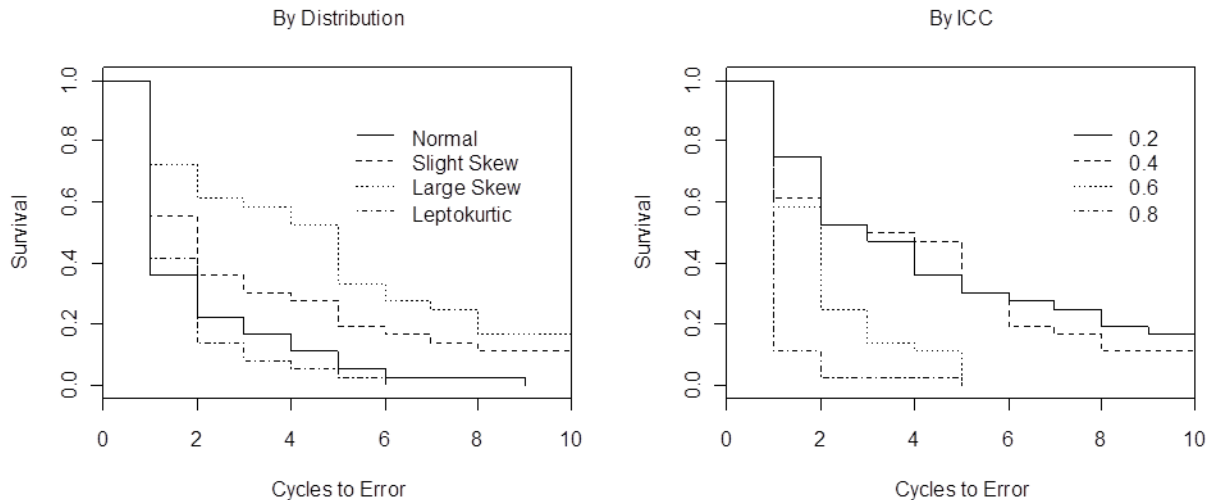 By Distribution
Survival
1.0
0.8
0.6
0.4
0.2
0.0
Normal
Slight Skew
Large Skew
Leptokurtic
0 2 4 6 8 10
Cycles to Error
By ICC
Survival
1.0
0.8
0.6
0.4
0.2
0.0
0.2
0.4
0.6
0.8
0 2 4 6 8 10
Cycles to Error